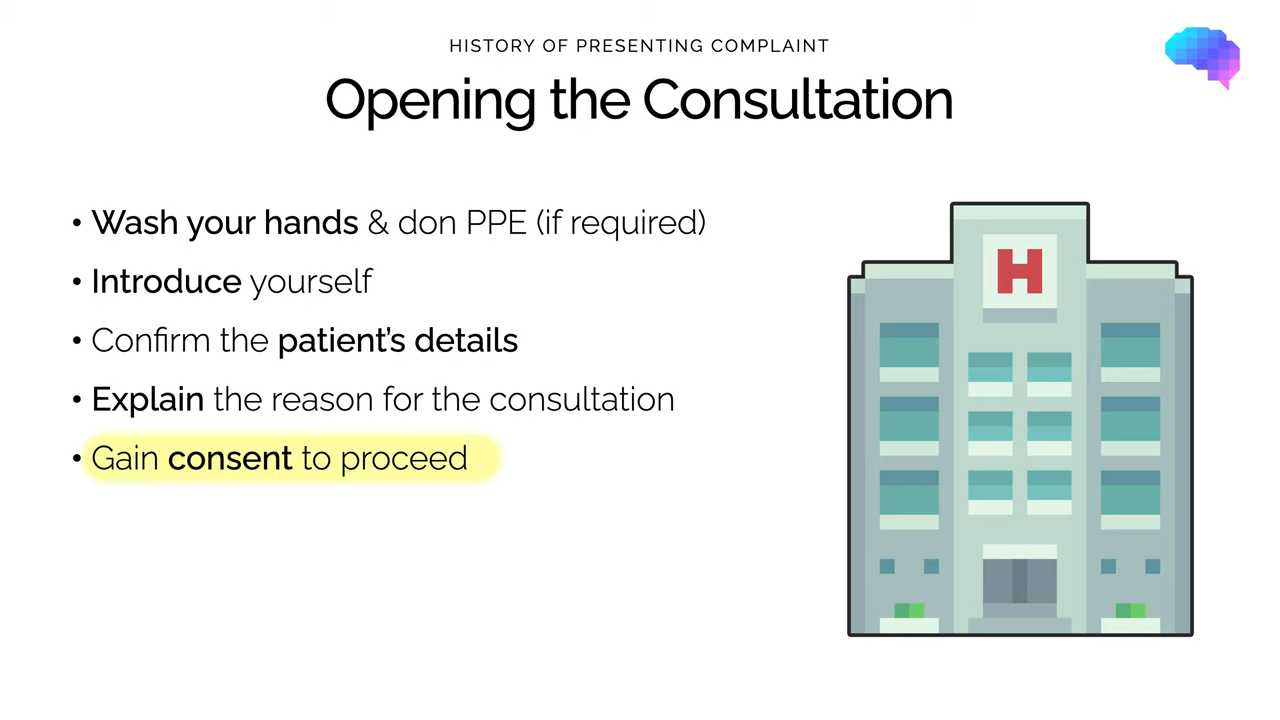 HISTORY OF PRESENTING COMPLAINT
Opening the Consultation
• Wash your hands & don PPE (if required)
• Introduce yourself
• Confirm the patient's details
• Explain the reason for the consultation
• Gain consent to proceed
H